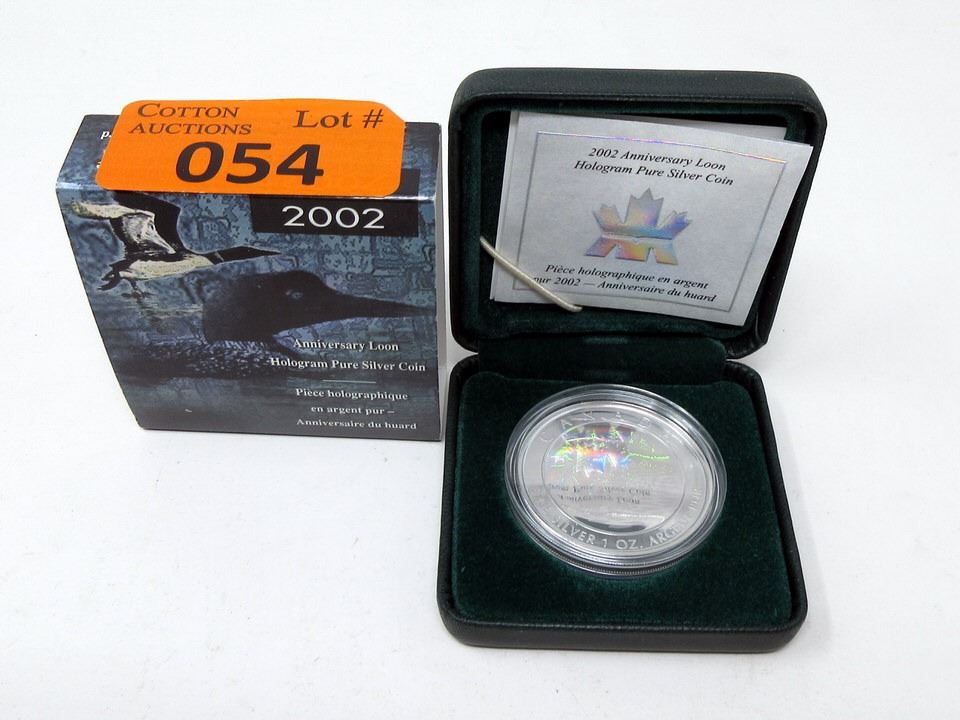 COTTON
AUCTIONS
Lot #
054
2002
Anniversary Loon
Hologram Pure Silver Coin
Pièce holographique
en argent pur –
Anniversaire du huard
2002 Anniversary Loon
Hologram Pure Silver Coin
Pièce holographique en argent
pur 2002 — Anniversaire du huard
CANADA
SILVER 1 OZ. ARGENT PUR